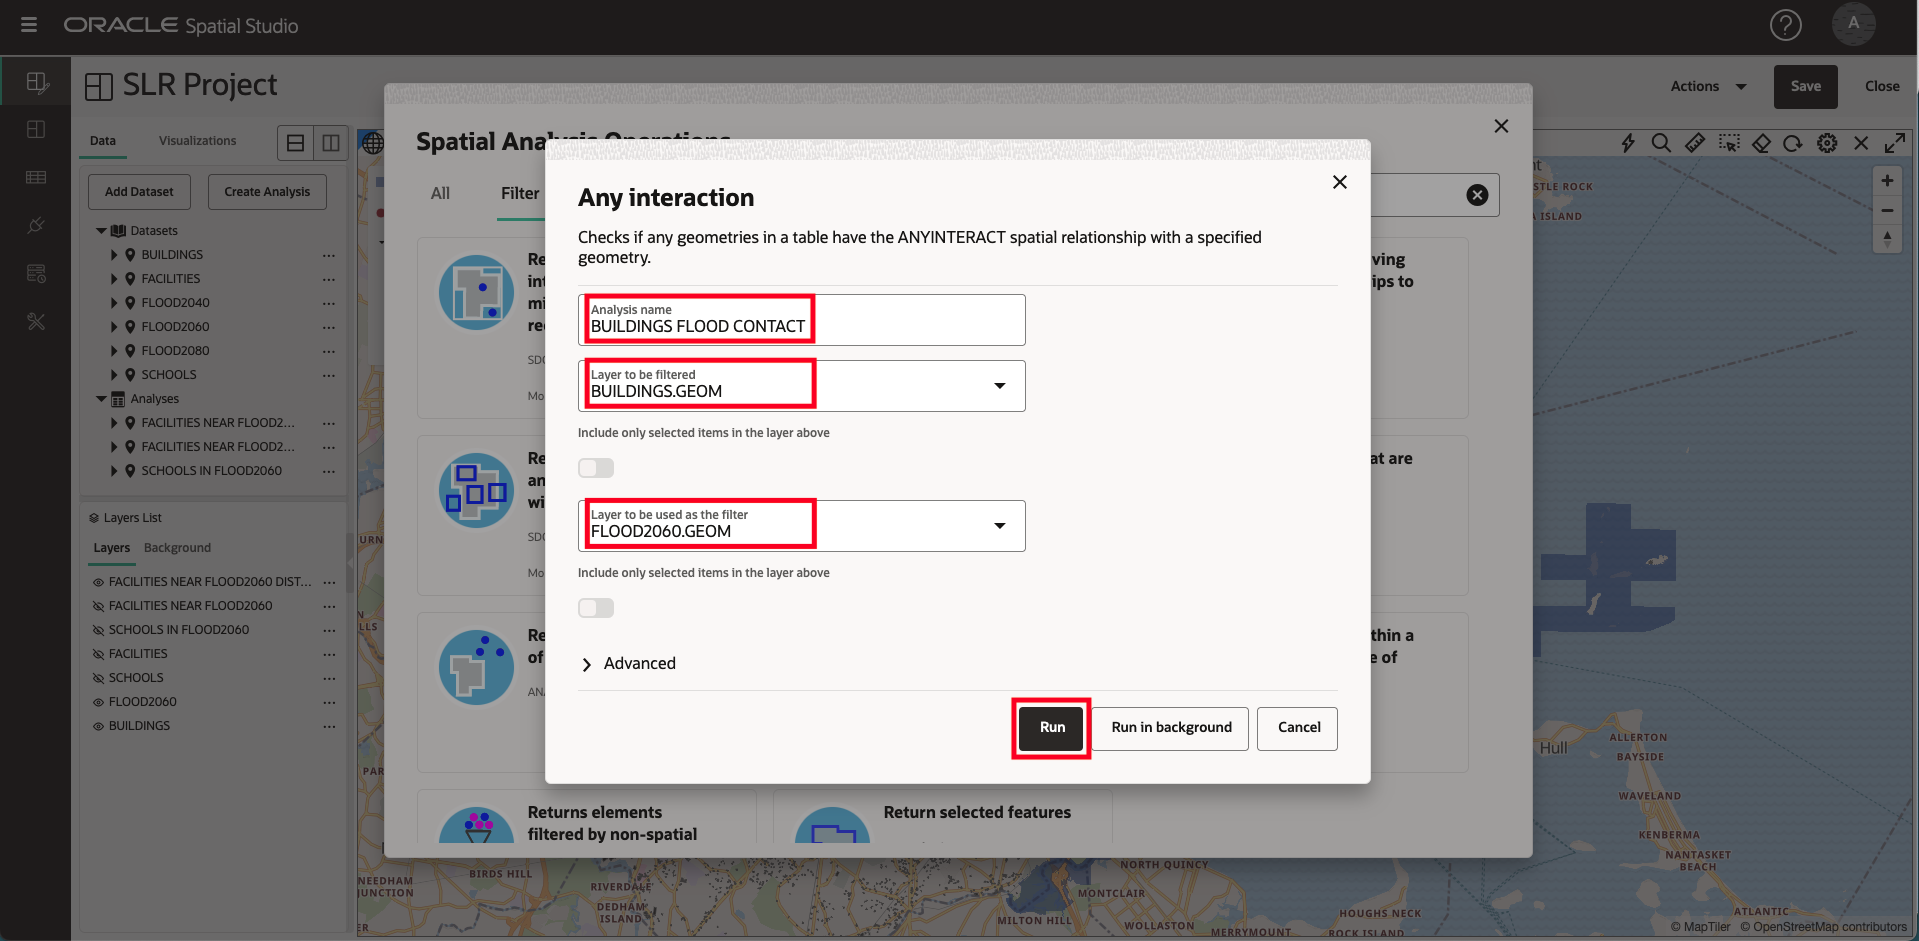 ORACLE Spatial Studio
A
SLR Project
Actions
Save
Close
Data
Visualizations
Add Dataset
Create Analysis
Datasets
BUILDINGS
FACILITIES
FLOOD2040
FLOOD2060
FLOOD2080
SCHOOLS
Analyses
FACILITIES NEAR FLOOD2...
FACILITIES NEAR FLOOD2...
SCHOOLS IN FLOOD2060
Layers List
Layers
Background
FACILITIES NEAR FLOOD2060 DIST...
FACILITIES NEAR FLOOD2060
SCHOOLS IN FLOOD2060
FACILITIES
SCHOOLS
FLOOD2060
BUILDINGS
Spatial Analysis Operations
All
Filter
Any interaction
Checks if any geometries in a table have the ANYINTERACT spatial relationship with a specified
geometry.
Analysis name
BUILDINGS FLOOD CONTACT
Layer to be filtered
BUILDINGS.GEOM
Include only selected items in the layer above
Layer to be used as the filter
FLOOD2060.GEOM
Include only selected items in the layer above
Advanced
Run
Run in background
Cancel
Returns elements
filtered by non-spatial
Return selected features
ALLERTON
BAYSIDE
Hull
WAVELAND
KENBERMA
NANTASKET
BEACH
ATLANTIC
BIRDS HILL
RIVERDALE
DEDHAM
ISLAND
NEEDHAM
JUNCTION
NORTH QUINCY
MONTCLAIR
MILTON HILL
WOLLASTON
MERRYMOUNT
HOUGHS NECK
ROCK ISLAND
© MapTiler © OpenStreetMap contributors